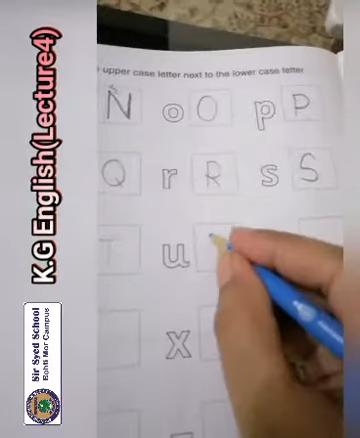 K.G English(Lecture4)
Sir Syed School
Bohti Mor Campus
upper case letter next to the lower case letter
N o O p P
Q r R s S
T u
x